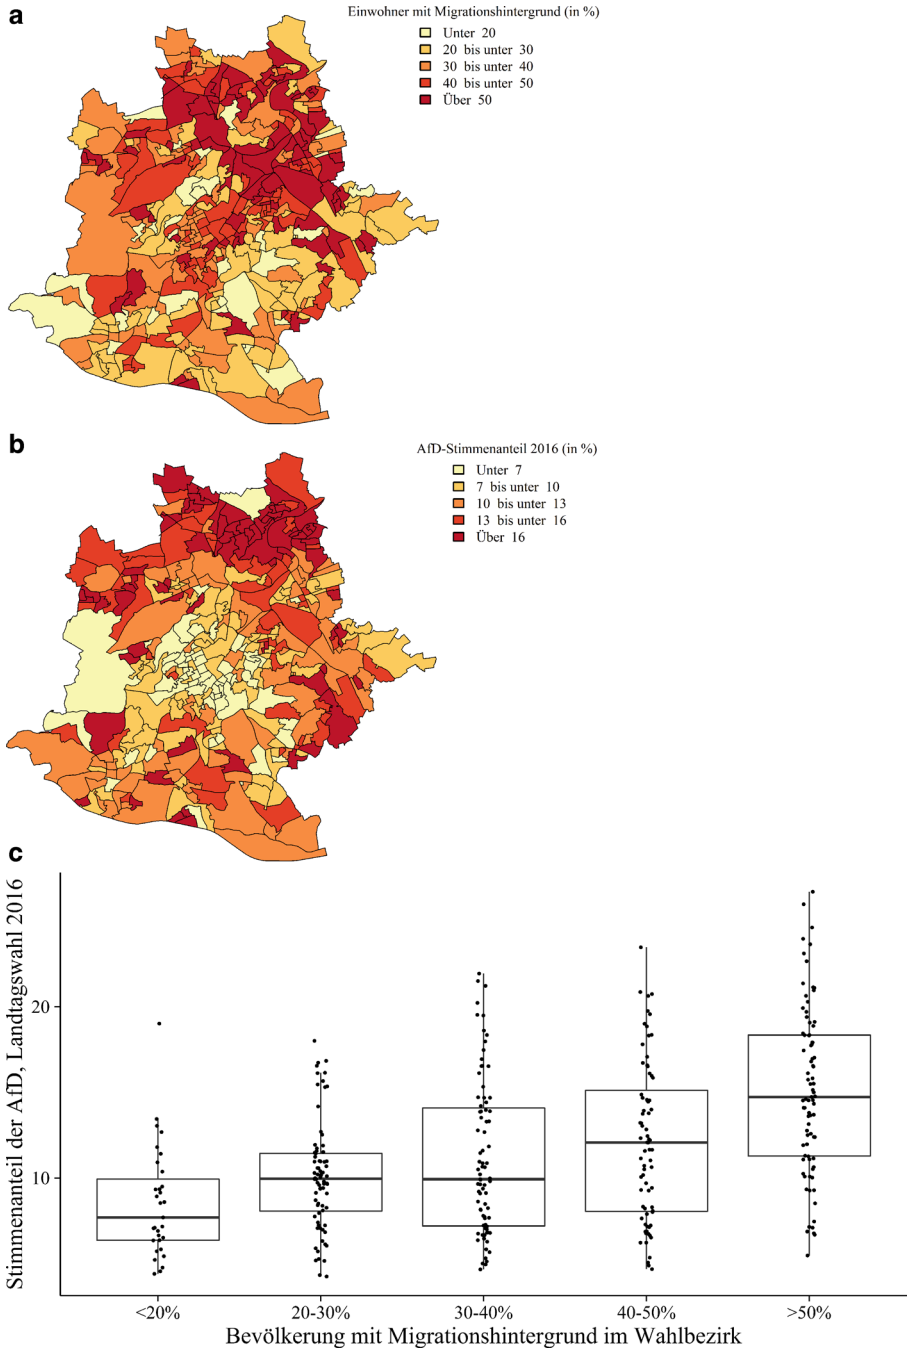 a
Einwohner mit Migrationshintergrund (in %)
Unter 20
20 bis unter 30
30 bis unter 40
40 bis unter 50
Über 50
b
AfD-Stimmenanteil 2016 (in %)
Unter 7
7 bis unter 10
10 bis unter 13
13 bis unter 16
Über 16
c
Stimmenanteil der AfD, Landtagswahl 2016
20
10
<20%
20-30%
30-40%
40-50%
>50%
Bevölkerung mit Migrationshintergrund im Wahlbezirk